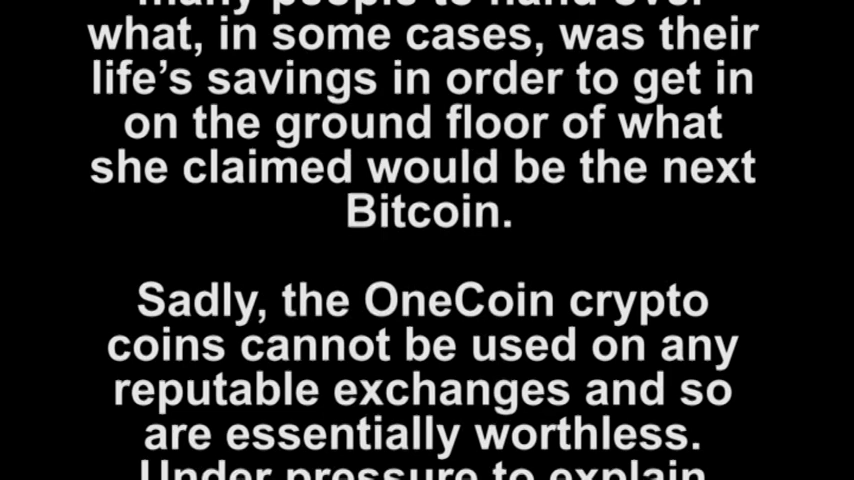 many people to hand over
what, in some cases, was their
life’s savings in order to get in
on the ground floor of what
she claimed would be the next
Bitcoin.
Sadly, the OneCoin crypto
coins cannot be used on any
reputable exchanges and so
are essentially worthless.
Under pressure to explain